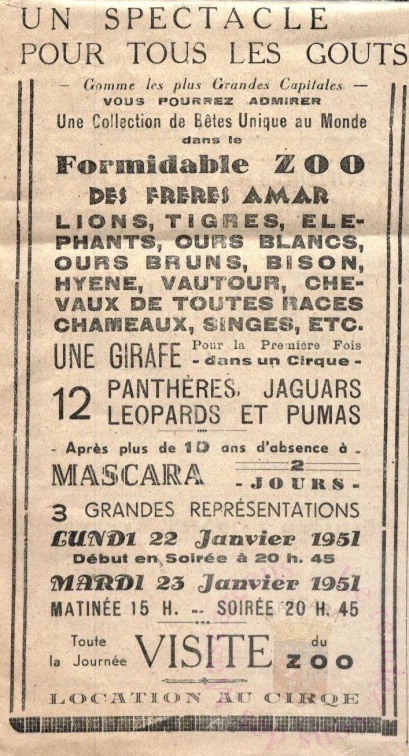 UN SPECTACLE
POUR TOUS LES GOUTS
— Gomme les plus Grandes Capitales —
VOUS POURREZ ADMIRER
Une Collection de Bêtes Unique au Monde
dans le
Formidable ZOO
DES FRERES AMAR
LIONS, TIGRES, ELE-
PHANTS, OURS BLANCS,
OURS BRUNS, BISON,
HYENE, VAUTOUR, CHE-
VAUX DE TOUTES RACES
CHAMEAUX, SINGES, ETC.
UNE GIRAFE Pour la Première Fois
- dans un Cirque -
12 PANTHÈRES, JAGUARS
LEOPARDS ET PUMAS
- Après plus de 10 ans d'absence à -
MASCARA 2
- JOURS -
3 GRANDES REPRÉSENTATIONS
LUNDI 22 Janvier 1951
Début en Soirée à 20 h. 45
MARDI 23 Janvier 1951
MATINÉE 15 H. -- SOIRÉE 20 H. 45
Toute
la Journée VISITE du
ZOO
LOCATION AU CIRQE